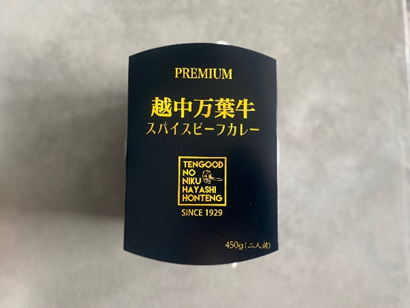 PREMIUM
越中万葉牛
スパイスビーフカレー
TENGOOD
NO
NIKU
HAYASHI
HONTENG
SINCE 1929
450g(二人前)